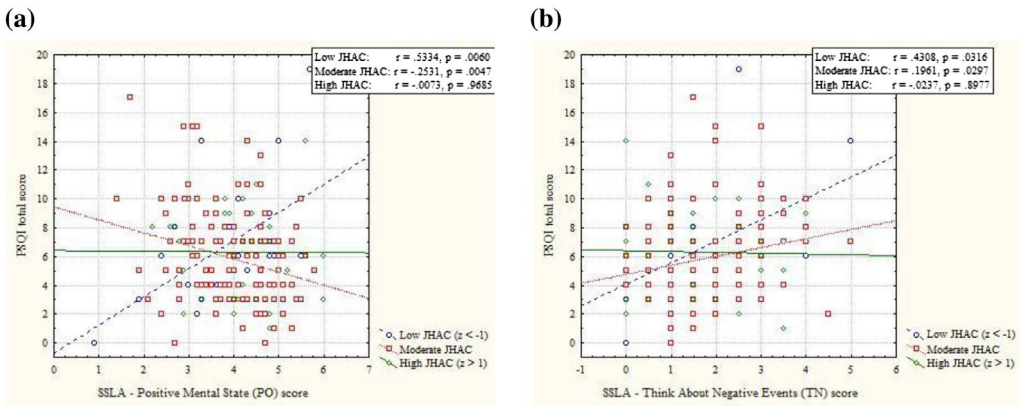 (a)
Low JHAC: r = .5334, p = .0060
Moderate JHAC: r = -.2531, p = .0047
High JHAC: r = -.0073, p = .9685
PSQI total score
20
18
16
14
12
10
8
6
4
2
0
0 1 2 3 4 5 6 7
SSLA - Positive Mental State (PO) score
Low JHAC (z < -1)
Moderate JHAC
High JHAC (z > 1)
(b)
Low JHAC: r = .4308, p = .0316
Moderate JHAC: r = .1961, p = .0297
High JHAC: r = -.0237, p = .8977
PSQI total score
20
18
16
14
12
10
8
6
4
2
0
-1 0 1 2 3 4 5 6
SSLA - Think About Negative Events (TN) score
Low JHAC (z < -1)
Moderate JHAC
High JHAC (z > 1)